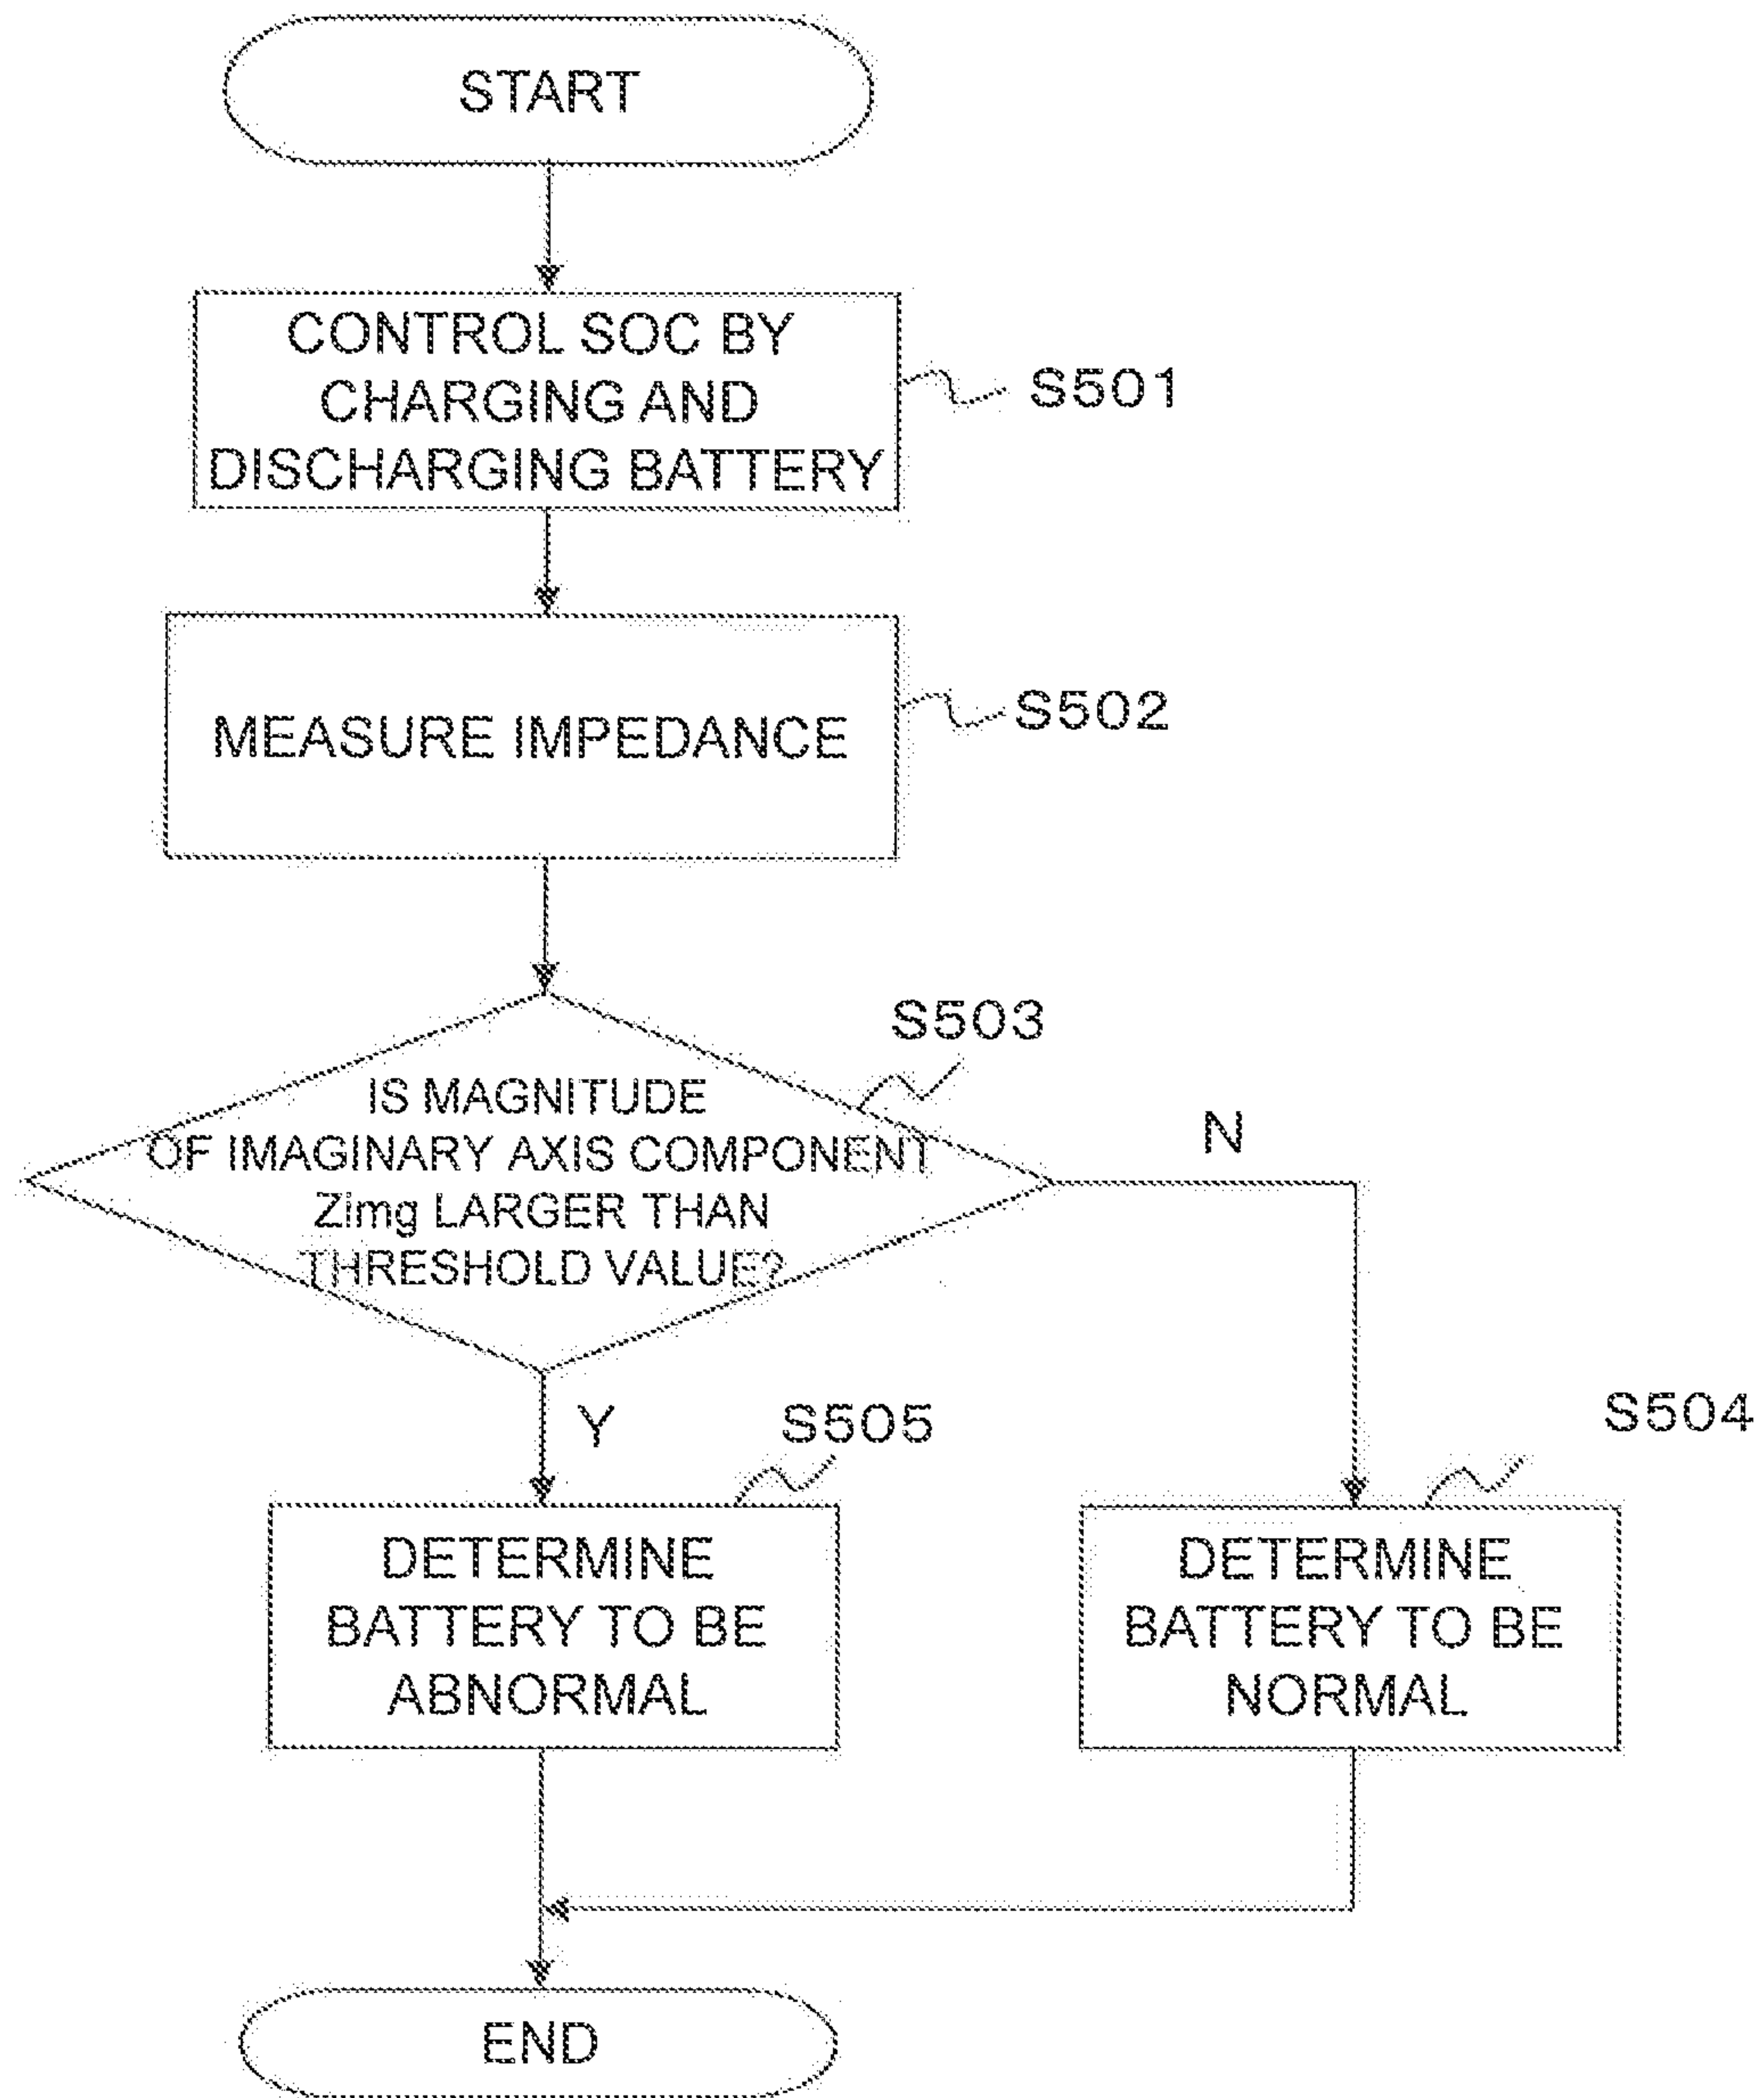 START
CONTROL SOC BY
CHARGING AND
DISCHARGING BATTERY
S501
MEASURE IMPEDANCE
S502
S503
IS MAGNITUDE
OF IMAGINARY AXIS COMPONENT
Zimg LARGER THAN
THRESHOLD VALUE?
N
Y
S505
S504
DETERMINE
BATTERY TO BE
ABNORMAL
DETERMINE
BATTERY TO BE
NORMAL
END